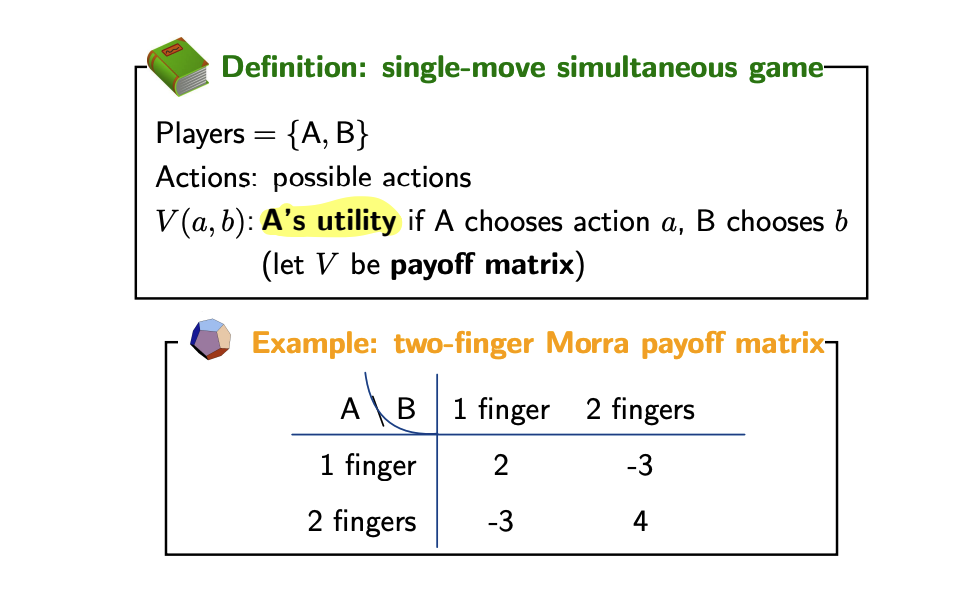 Definition: single-move simultaneous game
Players = {A, B}
Actions: possible actions
V(a, b): A's utility if A chooses action a, B chooses b
(let V be payoff matrix)
Example: two-finger Morra payoff matrix
A \ B 1 finger 2 fingers
1 finger 2 -3
2 fingers -3 4